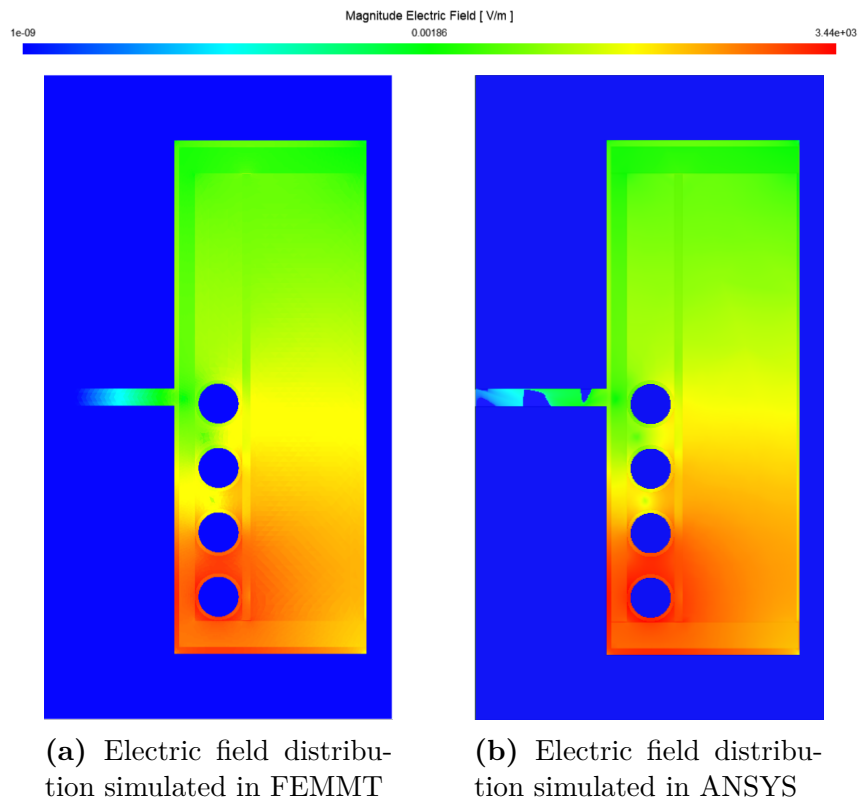 Magnitude Electric Field [ V/m ]
1e-09 0.00186 3.44e+03
(a) Electric field distribu-
tion simulated in FEMMT
(b) Electric field distribu-
tion simulated in ANSYS